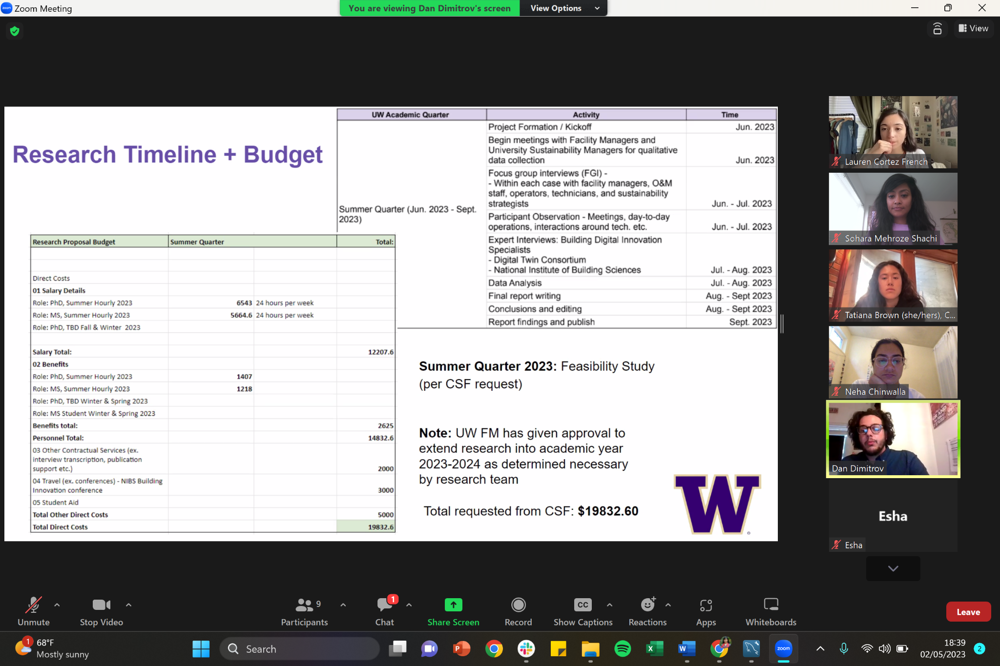 zoom Zoom Meeting
You are viewing Dan Dimitrov's screen
View Options
View
Research Timeline + Budget
UW Academic Quarter Activity Time
Summer Quarter (Jun. 2023 - Sept.
2023)
Project Formation / Kickoff Jun. 2023
Begin meetings with Facility Managers and
University Sustainability Managers for qualitative
data collection Jun. 2023
Focus group interviews (FGI) -
- Within each case with facility managers, O&M
staff, operators, technicians, and sustainability
strategists Jun. - Jul. 2023
Participant Observation - Meetings, day-to-day
operations, interactions around tech. etc. Jun. - Jul. 2023
Expert Interviews: Building Digital Innovation
Specialists
- Digital Twin Consortium
- National Institute of Building Sciences Jul. - Aug. 2023
Data Analysis Jul. - Aug. 2023
Final report writing Aug. - Sept 2023
Conclusions and editing Aug. - Sept 2023
Report findings and publish Sept. 2023
Research Proposal Budget Summer Quarter Total:
Direct Costs
01 Salary Details
Role: PhD, Summer Hourly 2023 6543 24 hours per week
Role: MS, Summer Hourly 2023 5664.6 24 hours per week
Role: PhD, TBD Fall & Winter 2023
Salary Total: 12207.6
02 Benefits
Role: PhD, Summer Hourly 2023 1407
Role: MS, Summer Hourly 2023 1218
Role: PhD, TBD Winter & Spring 2023
Role: MS Student Winter & Spring 2023
Benefits total: 2625
Personnel Total: 14832.6
03 Other Contractual Services (ex.
interview transcription, publication
support etc.) 2000
04 Travel (ex. conferences) - NIBS Building
Innovation conference 3000
05 Student Aid
Total Other Direct Costs 5000
Total Direct Costs 19832.6
Summer Quarter 2023: Feasibility Study
(per CSF request)
Note: UW FM has given approval to
extend research into academic year
2023-2024 as determined necessary
by research team
Total requested from CSF: $19832.60
W
Lauren Cortez French
Sohara Mehroze Shachi
Tatiana Brown (she/hers), C...
Neha Chinwalla
Dan Dimitrov
Esha
Esha
Unmute
Stop Video
Participants 9
Chat 1
Share Screen
Record
CC
Show Captions
Reactions
Apps
Whiteboards
Leave
1
68°F
Mostly sunny
Search
P
X
W
zoom
18:39
02/05/2023
2